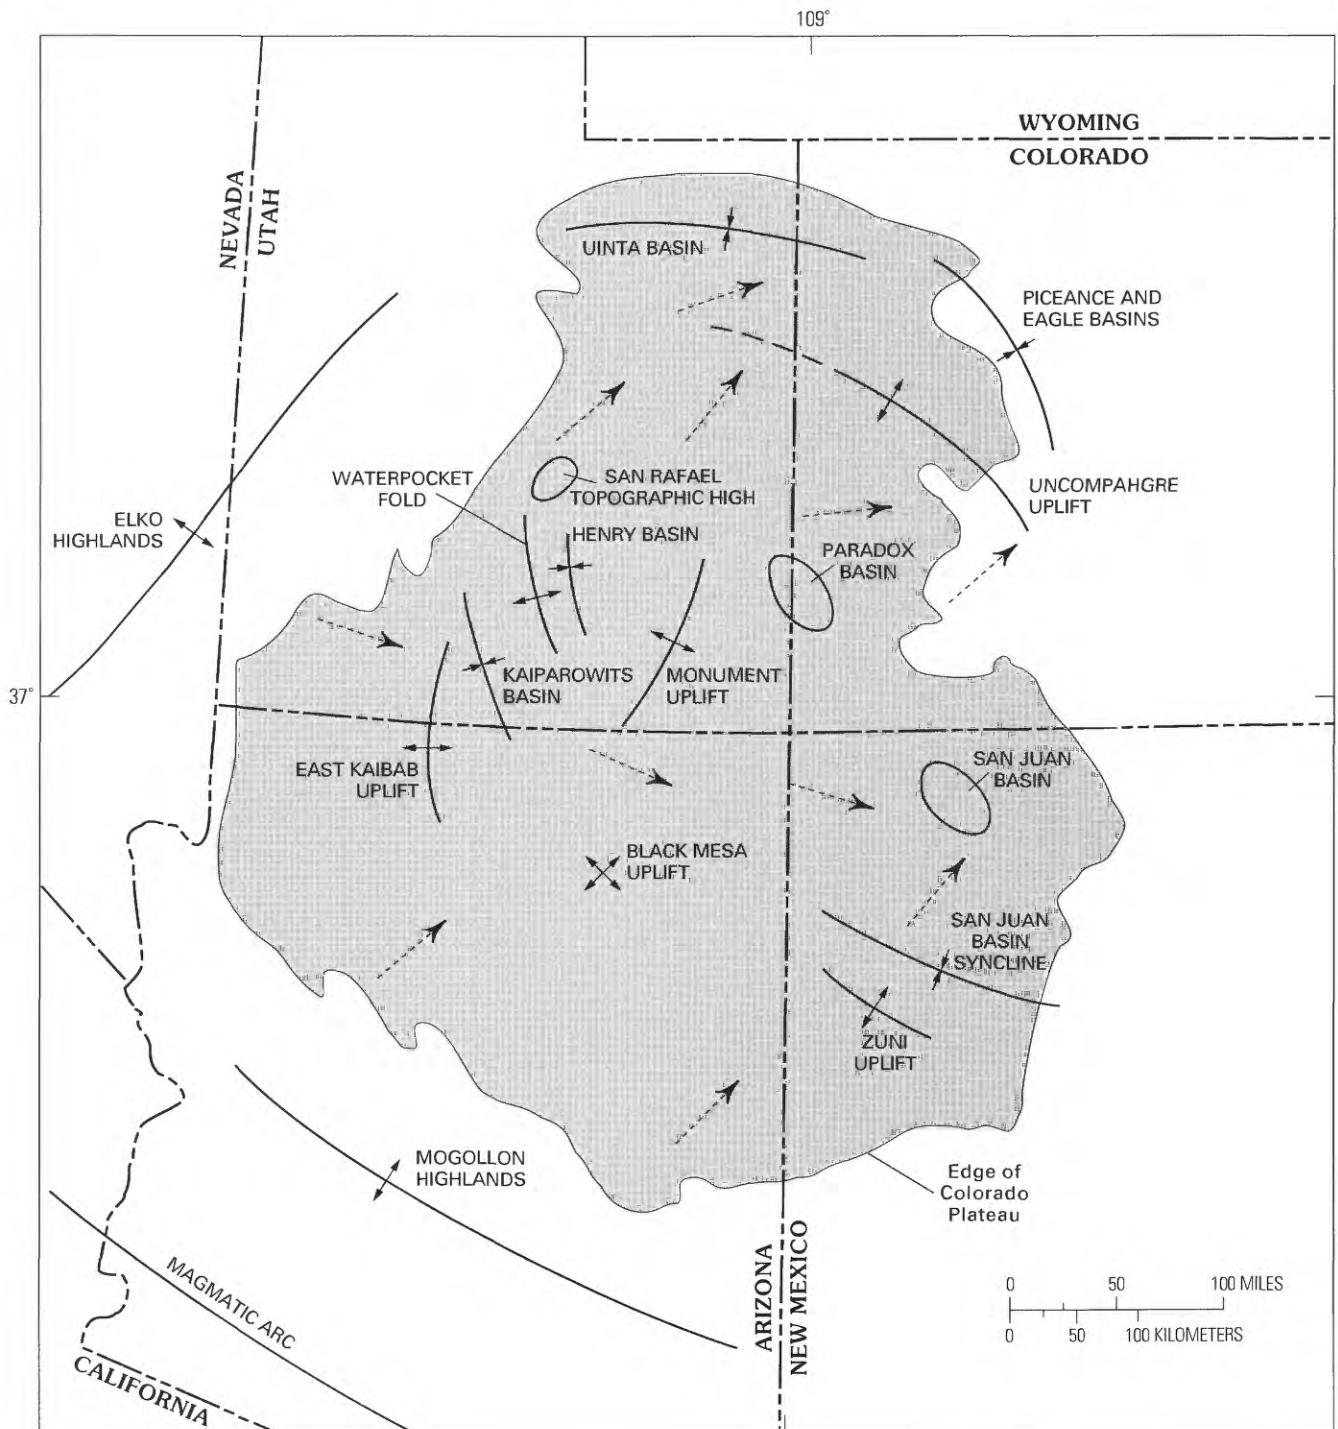 109°
WYOMING
COLORADO
NEVADA
UTAH
UINTA BASIN
PICEANCE AND
EAGLE BASINS
WATERPOCKET
FOLD
SAN RAFAEL
TOPOGRAPHIC HIGH
UNCOMPAHGRE
UPLIFT
ELKO
HIGHLANDS
HENRY BASIN
PARADOX
BASIN
KAIPAROWITS
BASIN
MONUMENT
UPLIFT
37°
EAST KAIBAB
UPLIFT
SAN JUAN
BASIN
BLACK MESA
UPLIFT
SAN JUAN
BASIN
SYNCLINE
ZUNI
UPLIFT
MOGOLLON
HIGHLANDS
Edge of
Colorado
Plateau
MAGMATIC ARC
ARIZONA
NEW MEXICO
0 50 100 MILES
0 50 100 KILOMETERS
CALIFORNIA